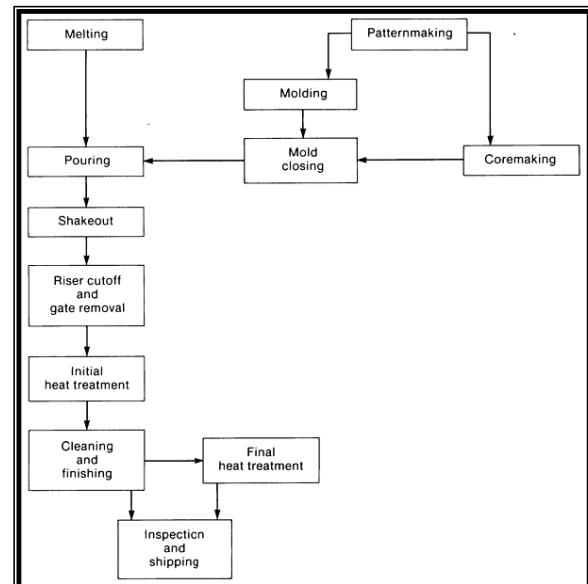 Melting
Patternmaking
Molding
Pouring
Mold
closing
Coremaking
Shakeout
Riser cutoff
and
gate removal
Initial
heat treatment
Cleaning
and
finishing
Final
heat treatment
Inspection
and
shipping